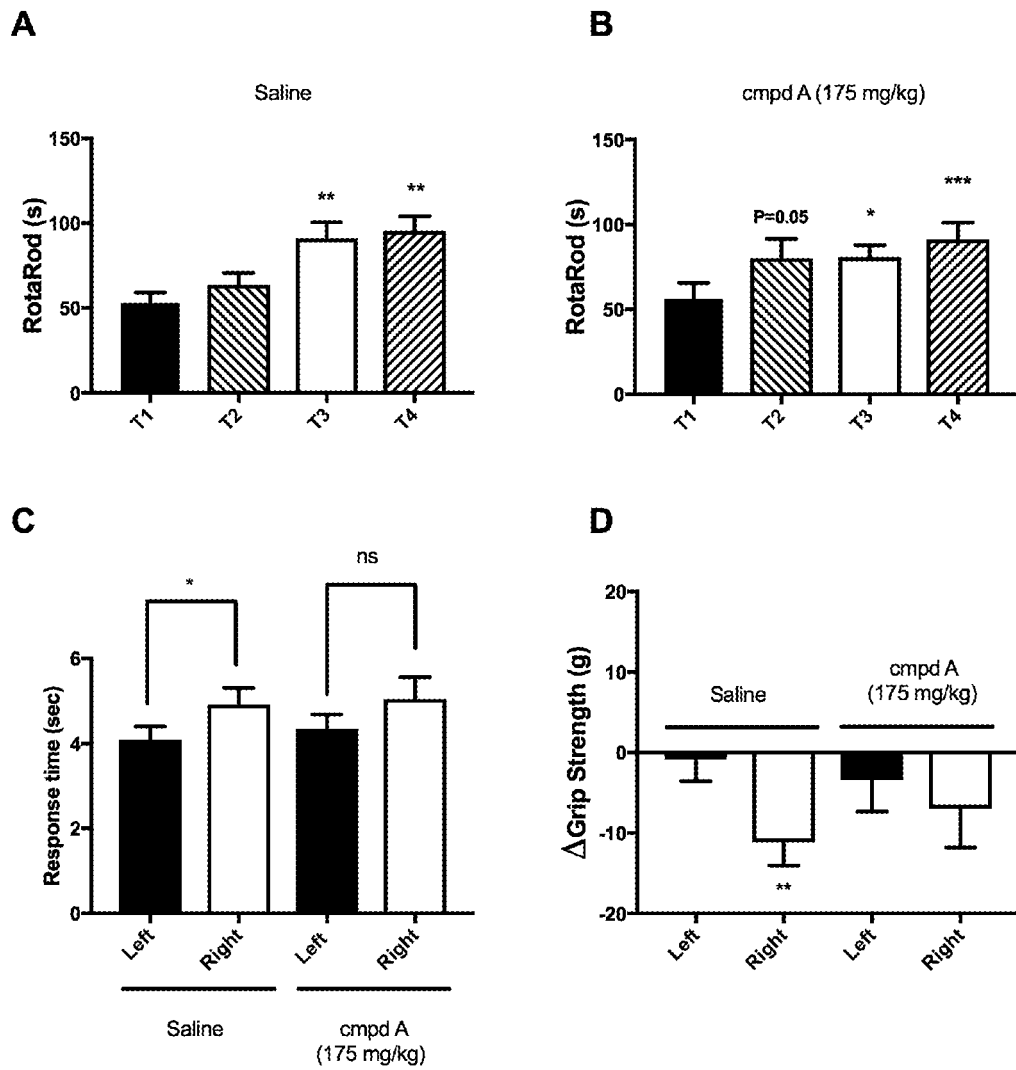 A
Saline
RotaRod (s)
150
100
50
0
**
**
T1
T2
T3
T4
B
cmpd A (175 mg/kg)
RotaRod (s)
150
100
50
0
P=0.05
*
***
T1
T2
T3
T4
C
Response time (sec)
6
4
2
0
*
ns
Left
Right
Left
Right
Saline
cmpd A
(175 mg/kg)
D
ΔGrip Strength (g)
20
10
0
-10
-20
Saline
cmpd A
(175 mg/kg)
**
Left
Right
Left
Right